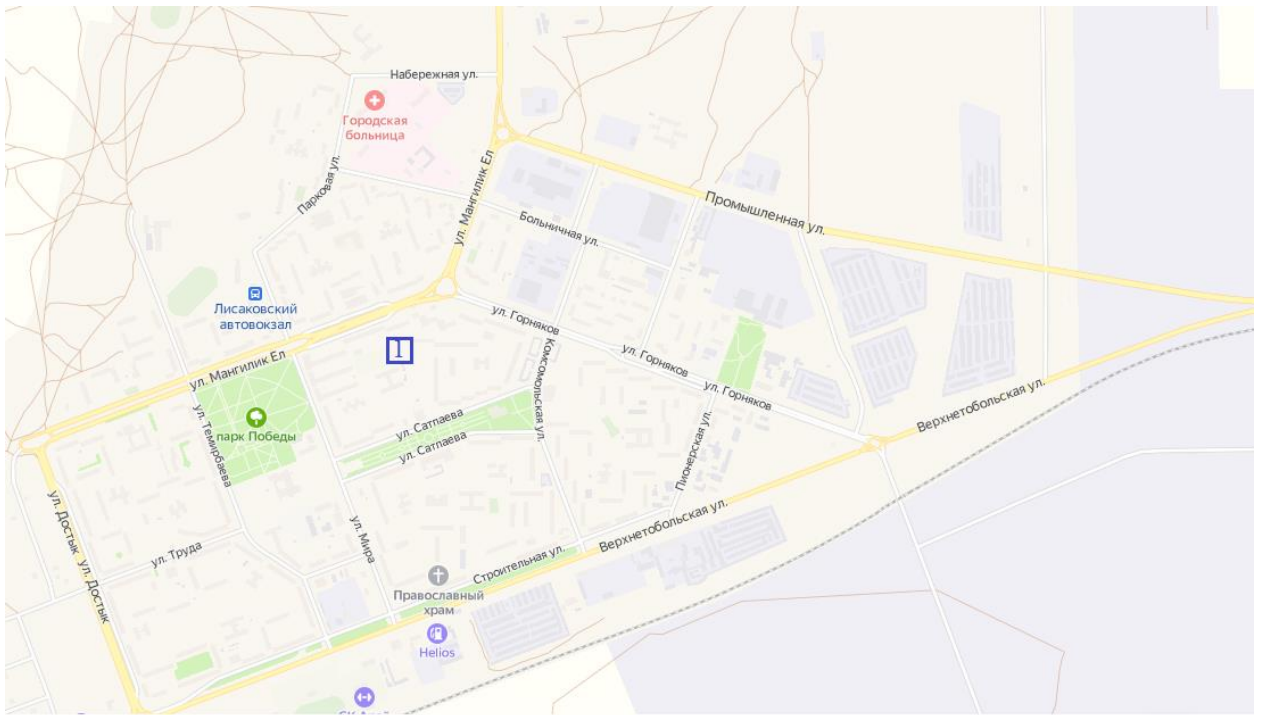 Набережная ул.
Городская
больница
Парковая ул.
ул. Мангилик Ел
Промышленная ул.
Больничная ул.
Лисаковский
автовокзал
ул. Горняков
1
ул. Мангилик Ел
Комсомольская ул.
ул. Горняков
ул. Горняков
парк Победы
ул. Темирбаева
ул. Сатпаева
ул. Сатпаева
Пионерская ул.
Верхнетобольская ул.
ул. Достык
ул. Достык
ул. Труда
ул. Мира
Строительная ул.
Верхнетобольская ул.
Православный
храм
Helios